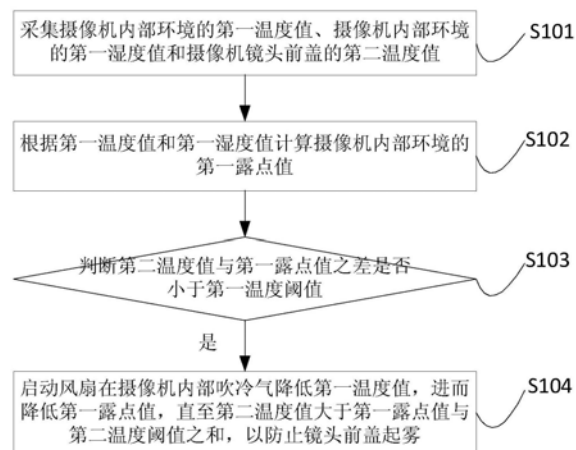 采集摄像机内部环境的第一温度值、摄像机内部环境
的第一湿度值和摄像机镜头前盖的第二温度值
S101
根据第一温度值和第一湿度值计算摄像机内部环境的
第一露点值
S102
判断第二温度值与第一露点值之差是否
小于第一温度阈值
S103
是
启动风扇在摄像机内部吹冷气降低第一温度值，进而
降低第一露点值，直至第二温度值大于第一露点值与
第二温度阈值之和，以防止镜头前盖起雾
S104